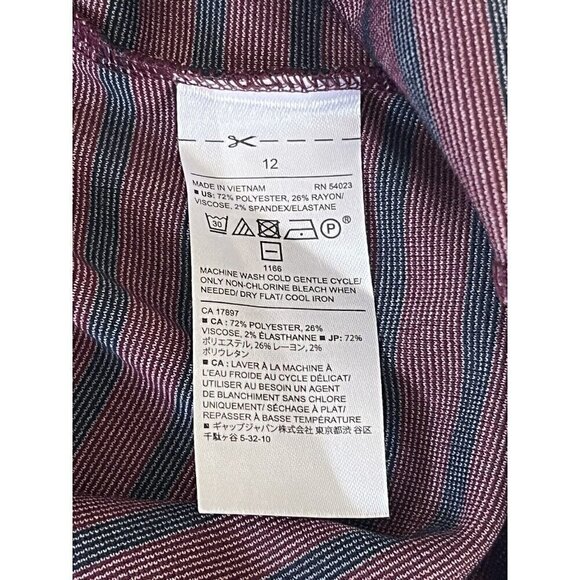 12
MADE IN VIETNAM RN 54023
■ US: 72% POLYESTER, 26% RAYON/
VISCOSE, 2% SPANDEX/ELASTANE
30 P ®
1166
MACHINE WASH COLD GENTLE CYCLE/
ONLY NON-CHLORINE BLEACH WHEN
NEEDED/ DRY FLAT/ COOL IRON
CA 17897
■ CA : 72% POLYESTER, 26%
VISCOSE, 2% ÉLASTHANNE ■ JP: 72%
ポリエステル, 26% レーヨン, 2%
ポリウレタン
■ CA : LAVER À LA MACHINE À
L'EAU FROIDE AU CYCLE DÉLICAT/
UTILISER AU BESOIN UN AGENT
DE BLANCHIMENT SANS CHLORE
UNIQUEMENT/ SÉCHAGE À PLAT/
REPASSER À BASSE TEMPÉRATURE
■ ギャップジャパン株式会社 東京都渋 谷区
千駄ヶ谷 5-32-10